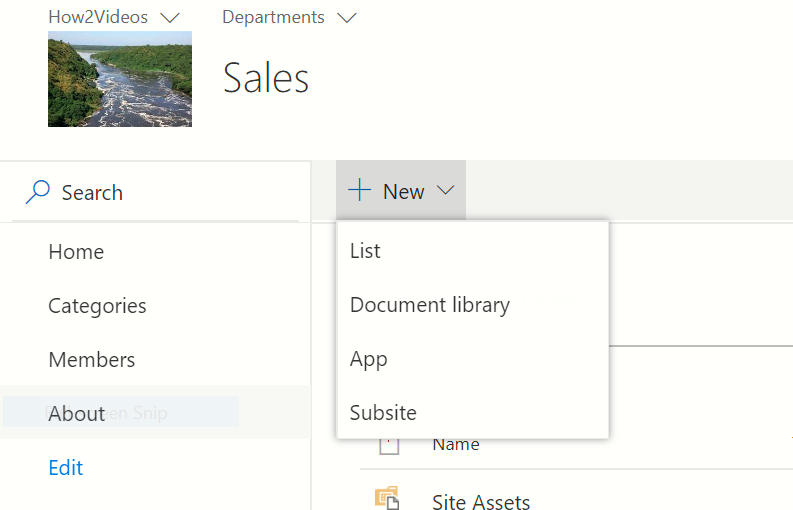 How2Videos Departments
Sales
Search
New
Home
Categories
Members
About
Edit
List
Document library
App
Subsite
Name
Site Assets